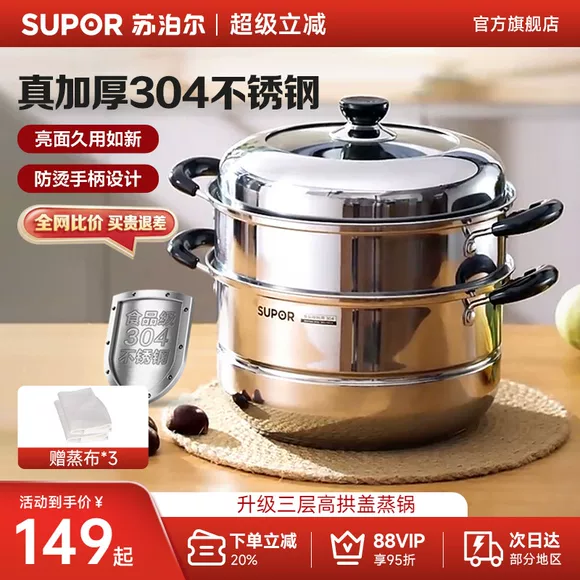 SUPOR 苏泊尔 | 超级立减
官方旗舰店
真加厚304不锈钢
亮面久用如新
防烫手柄设计
全网比价 买贵退差
食品级
304
不锈钢
SUPOR
赠蒸布*3
升级三层高拱盖蒸锅
活动到手价¥
149起
下单立减
20%
88VIP
享95折
次日达
部分地区